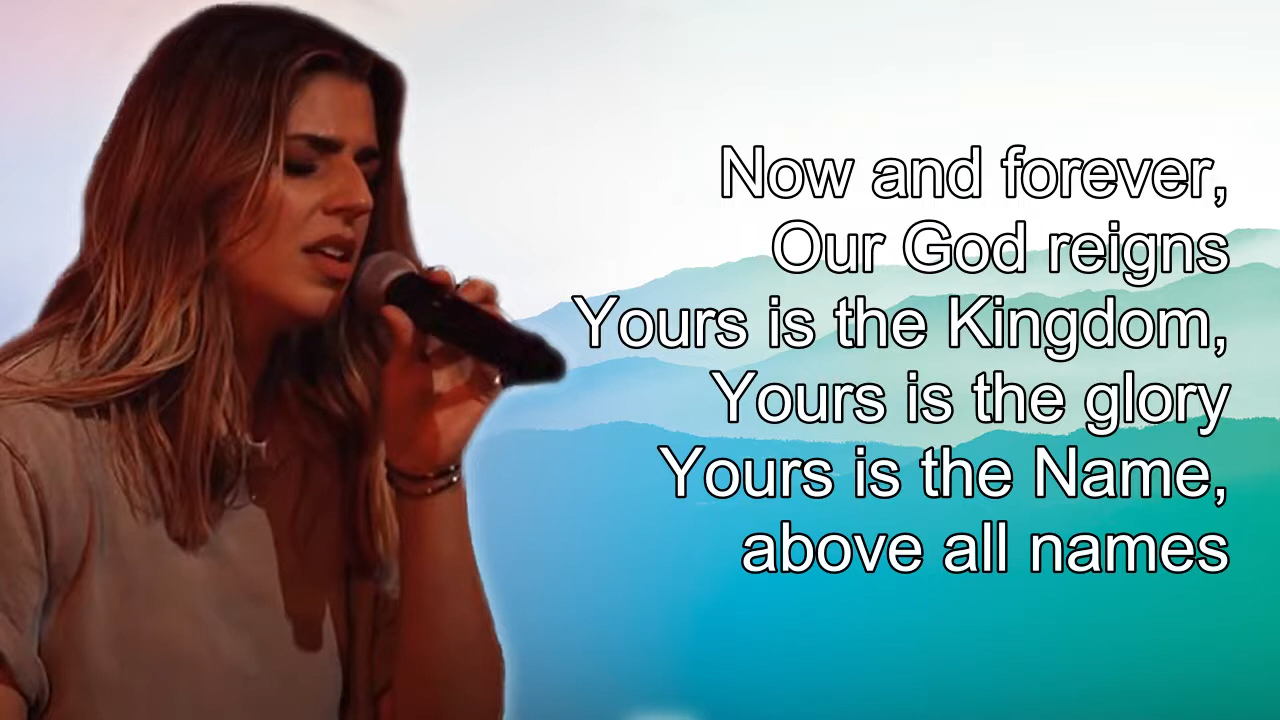 Now and forever,
Our God reigns
Yours is the Kingdom,
Yours is the glory
Yours is the Name,
above all names